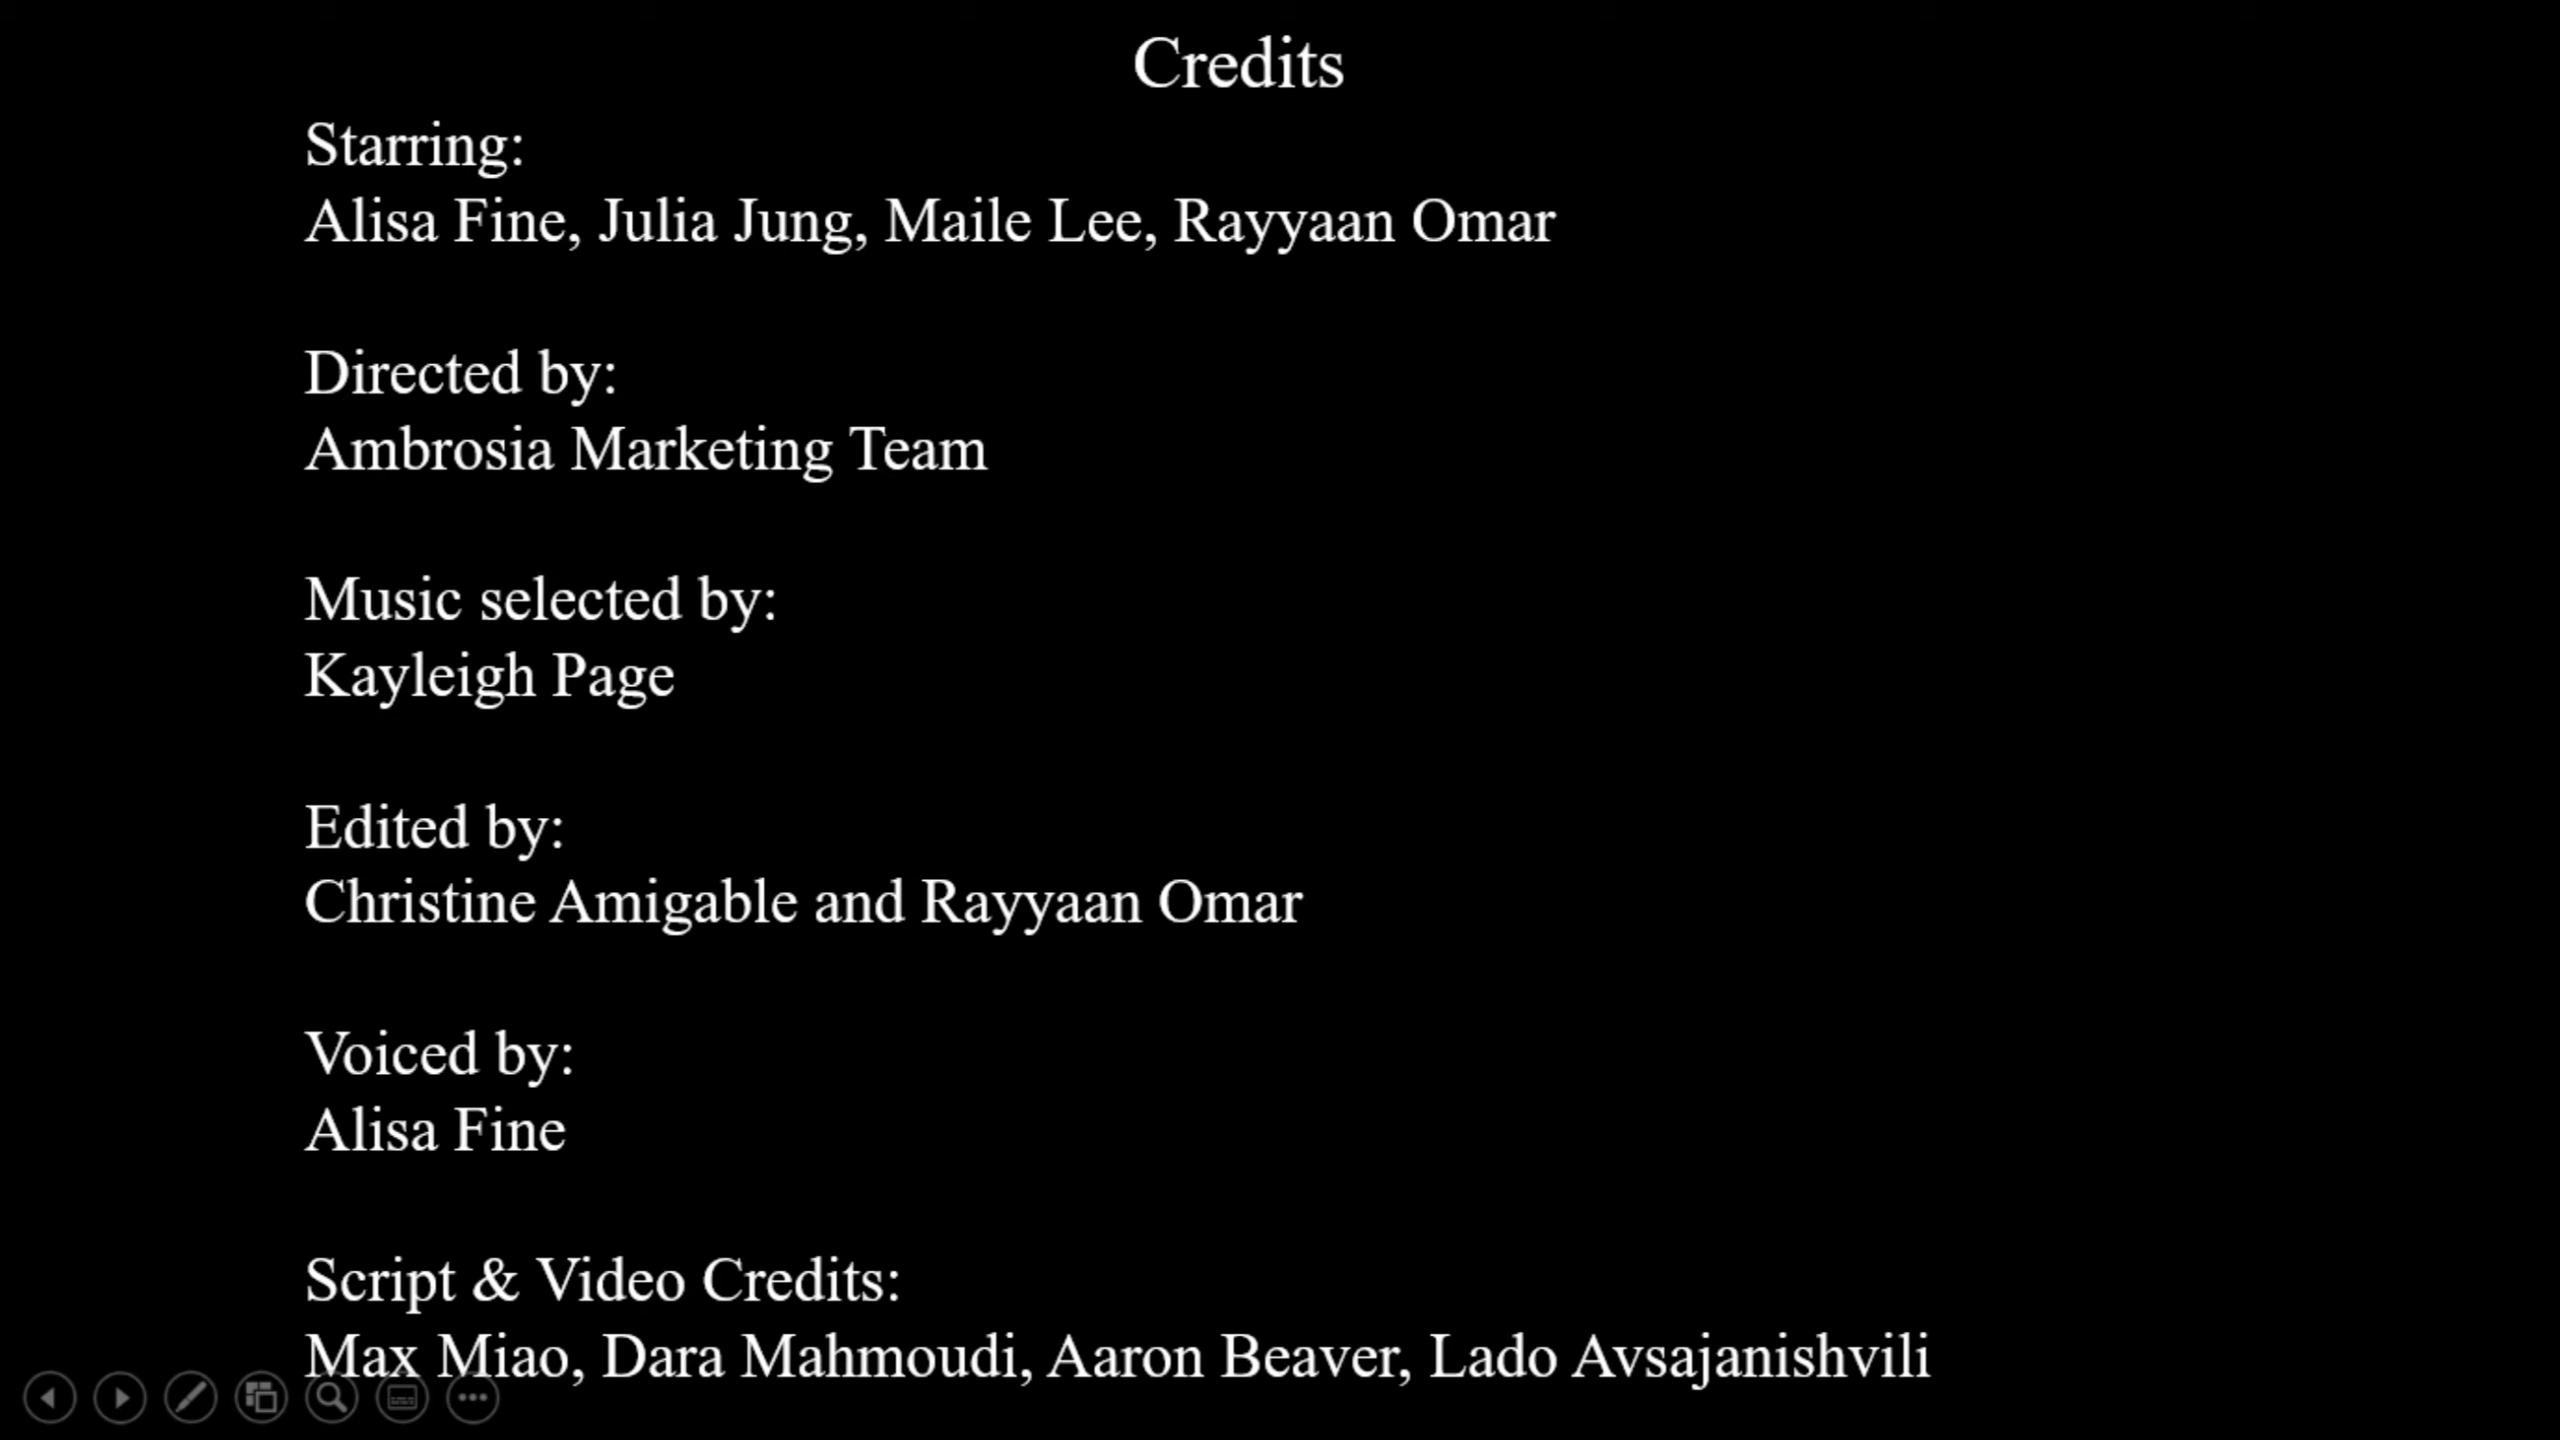 Credits
Starring:
Alisa Fine, Julia Jung, Maile Lee, Rayyaan Omar
Directed by:
Ambrosia Marketing Team
Music selected by:
Kayleigh Page
Edited by:
Christine Amigable and Rayyaan Omar
Voiced by:
Alisa Fine
Script & Video Credits:
Max Miao, Dara Mahmoudi, Aaron Beaver, Lado Avsajanishvili